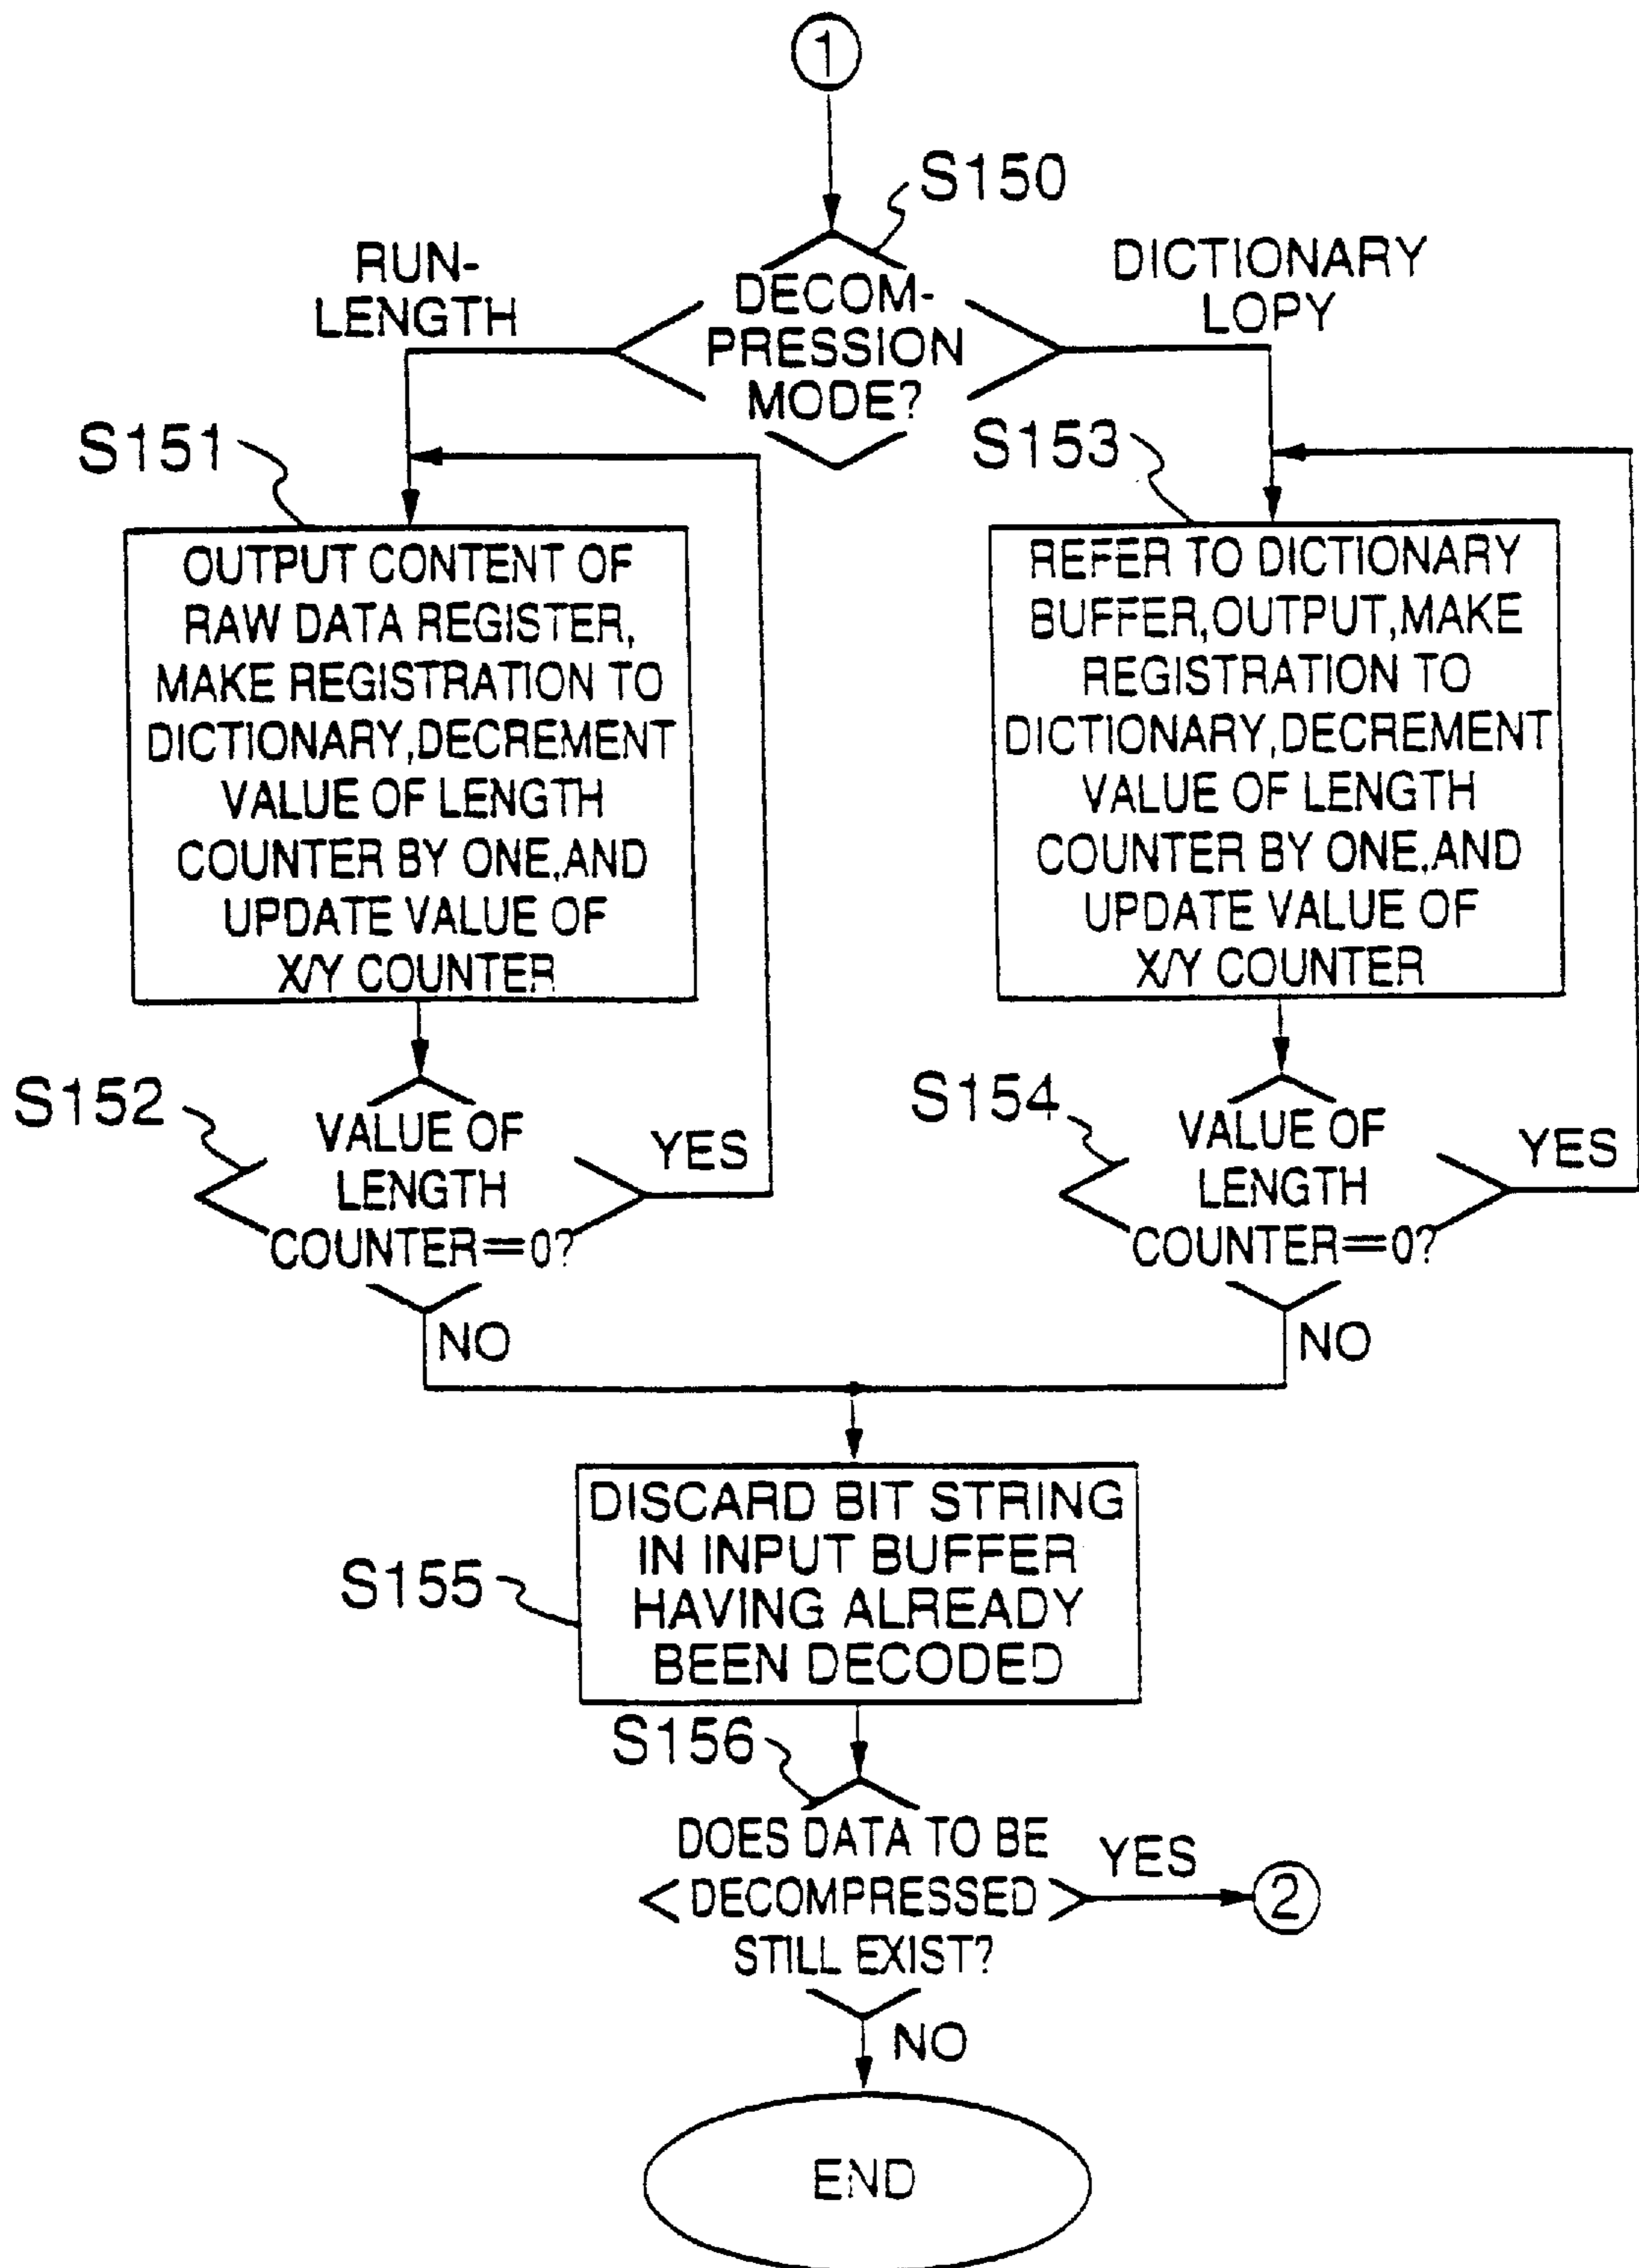 1
S150
RUN-
LENGTH
DECOM-
PRESSION
MODE?
DICTIONARY
LOPY
S151
OUTPUT CONTENT OF
RAW DATA REGISTER,
MAKE REGISTRATION TO
DICTIONARY,DECREMENT
VALUE OF LENGTH
COUNTER BY ONE,AND
UPDATE VALUE OF
X/Y COUNTER
S153
REFER TO DICTIONARY
BUFFER,OUTPUT,MAKE
REGISTRATION TO
DICTIONARY,DECREMENT
VALUE OF LENGTH
COUNTER BY ONE,AND
UPDATE VALUE OF
X/Y COUNTER
S152
VALUE OF
LENGTH
COUNTER=0?
YES
NO
S154
VALUE OF
LENGTH
COUNTER=0?
YES
NO
S155
DISCARD BIT STRING
IN INPUT BUFFER
HAVING ALREADY
BEEN DECODED
S156
DOES DATA TO BE
DECOMPRESSED
STILL EXIST?
YES
2
NO
END